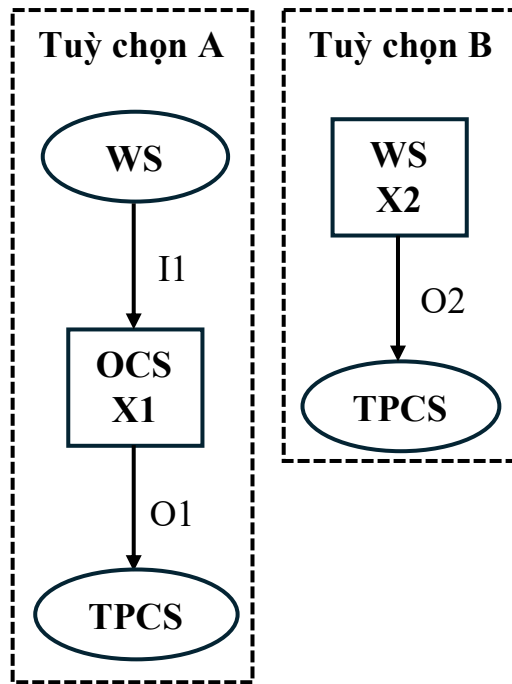 Tuỳ chọn A
WS
I1
OCS
X1
O1
TPCS
Tuỳ chọn B
WS
X2
O2
TPCS